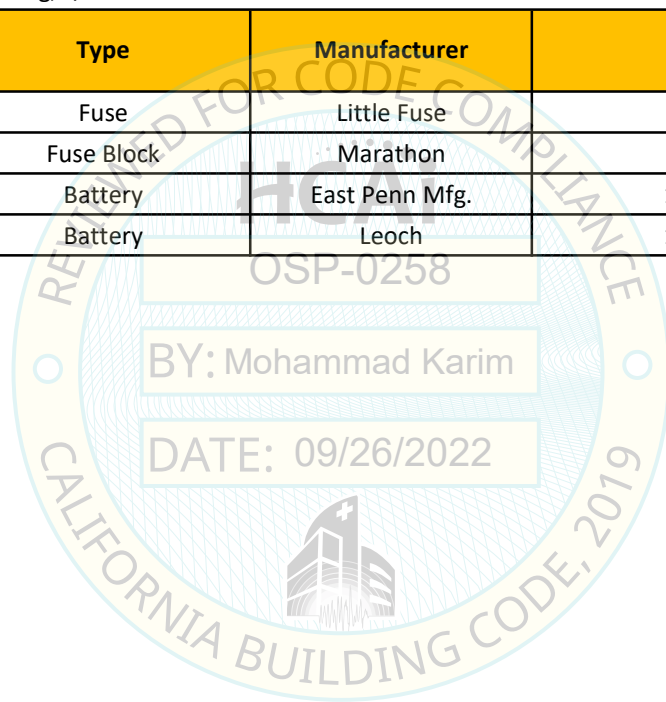 Type Manufacturer
Fuse Little Fuse
Fuse Block Marathon
Battery East Penn Mfg.
Battery Leoch
REVIEWED FOR CODE COMPLIANCE
HCAi
OSP-0258
BY: Mohammad Karim
DATE: 09/26/2022
CALIFORNIA BUILDING CODE, 2019